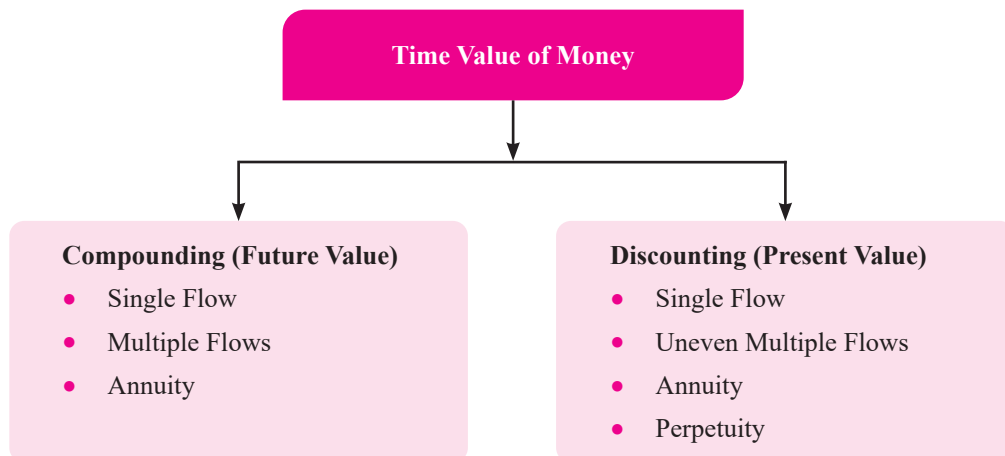 Time Value of Money
Compounding (Future Value)
• Single Flow
• Multiple Flows
• Annuity
Discounting (Present Value)
• Single Flow
• Uneven Multiple Flows
• Annuity
• Perpetuity